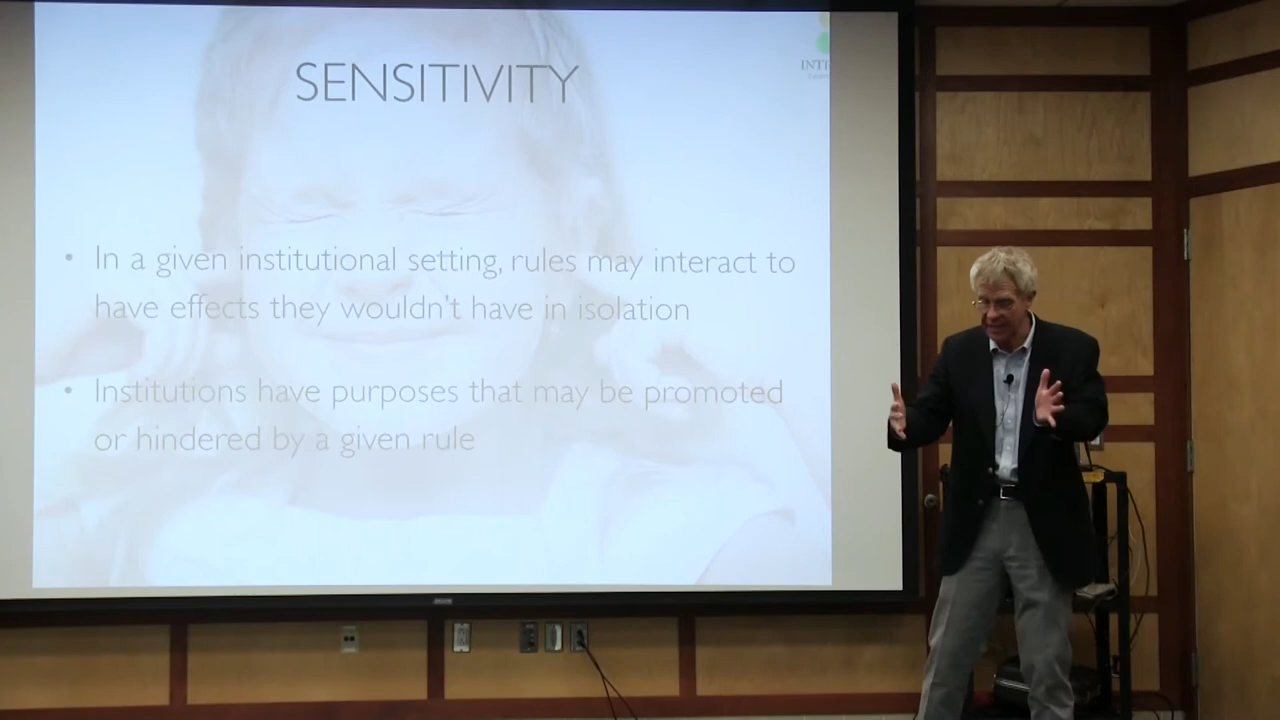 SENSITIVITY
• In a given institutional setting, rules may interact to
have effects they wouldn't have in isolation
• Institutions have purposes that may be promoted
or hindered by a given rule